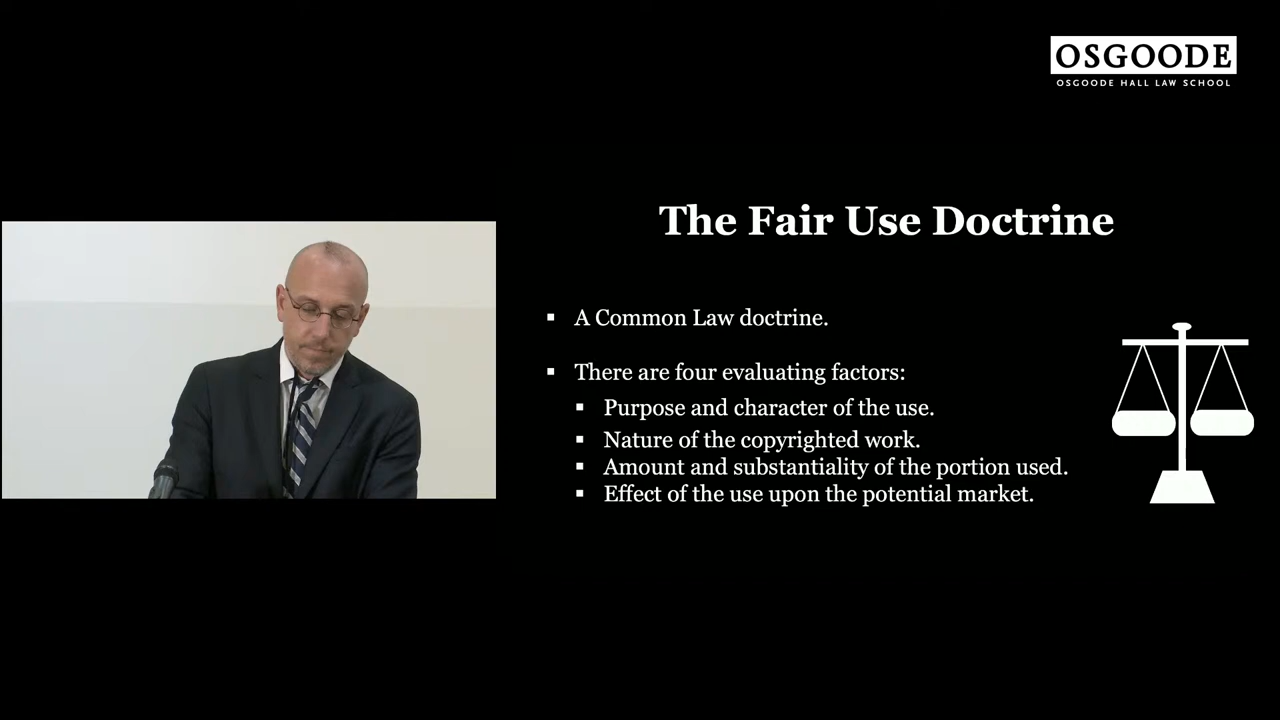 OSGOODE
OSGOODE HALL LAW SCHOOL
The Fair Use Doctrine
▪ A Common Law doctrine.
▪ There are four evaluating factors:
▪ Purpose and character of the use.
▪ Nature of the copyrighted work.
▪ Amount and substantiality of the portion used.
▪ Effect of the use upon the potential market.